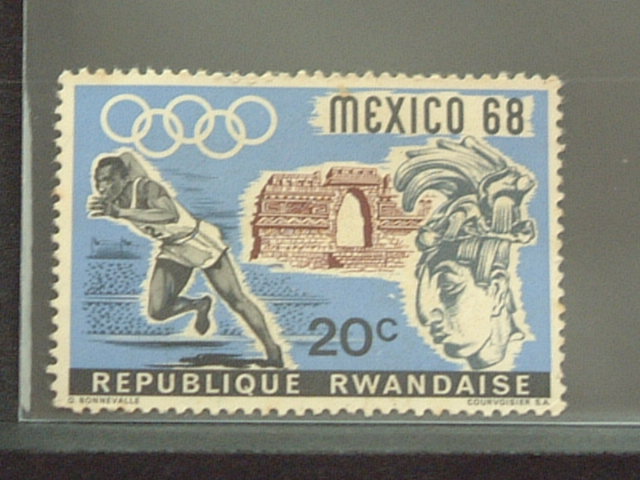 MEXICO 68
20c
REPUBLIQUE RWANDAISE
O. BONNEVALLE
COURVOISIER S.A.